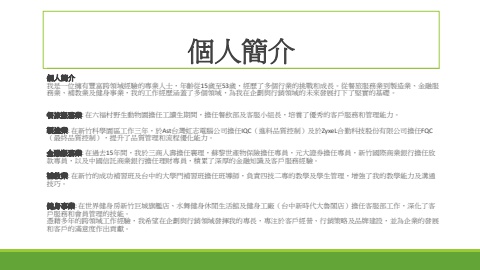 個人簡介
個人簡介
我是一位擁有豐富跨領域經驗的專業人士，年齡從15歲至53歲，經歷了多個行業的挑戰和成長。從餐旅服務業到製造業、金融服
務業、補教業及健身事業，我的工作經歷涵蓋了多個領域，為我在企劃與行銷領域的未來發展打下了堅實的基礎。
餐旅服務業: 在六福村野生動物園擔任工讀生期間，擔任餐飲部及客服小組長，培養了優秀的客戶服務和管理能力。
製造業: 在新竹科學園區工作三年，於Ast台灣虹志電腦公司擔任IQC（進料品質控制）及於ZyxeL合勤科技股份有限公司擔任FQC
（最終品質控制），提升了品質管理和流程優化能力。
金融服務業: 在過去15年間，我於三商人壽擔任襄理、蘇黎世產物保險擔任專員、元大證券擔任專員、新竹國際商業銀行擔任放
款專員，以及中國信託商業銀行擔任理財專員，積累了深厚的金融知識及客戶服務經驗。
補教業: 在新竹的成功補習班及台中的大學門補習班擔任班導師，負責四技二專的教學及學生管理，增強了我的教學能力及溝通
技巧。
健身事業: 在世界健身房新竹巨城旗艦店、水舞健身休閒生活館及健身工廠（台中新時代大魯閣店）擔任客服部工作，深化了客
戶服務和會員管理的技能。
憑藉多年的跨領域工作經驗，我希望在企劃與行銷領域發揮我的專長，專注於客戶經營、行銷策略及品牌建設，並為企業的發展
和客戶的滿意度作出貢獻。